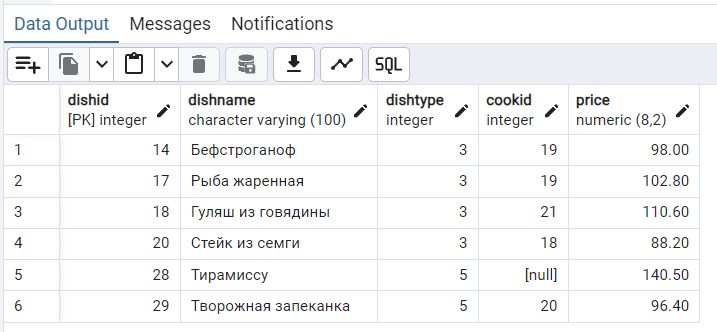 Data Output Messages Notifications
SQL
dishid dishname dishtype cookid price
[PK] integer character varying (100) integer integer numeric (8,2)
1 14 Бефстроганоф 3 19 98.00
2 17 Рыба жаренная 3 19 102.80
3 18 Гуляш из говядины 3 21 110.60
4 20 Стейк из семги 3 18 88.20
5 28 Тирамиссу 5 [null] 140.50
6 29 Творожная запеканка 5 20 96.40